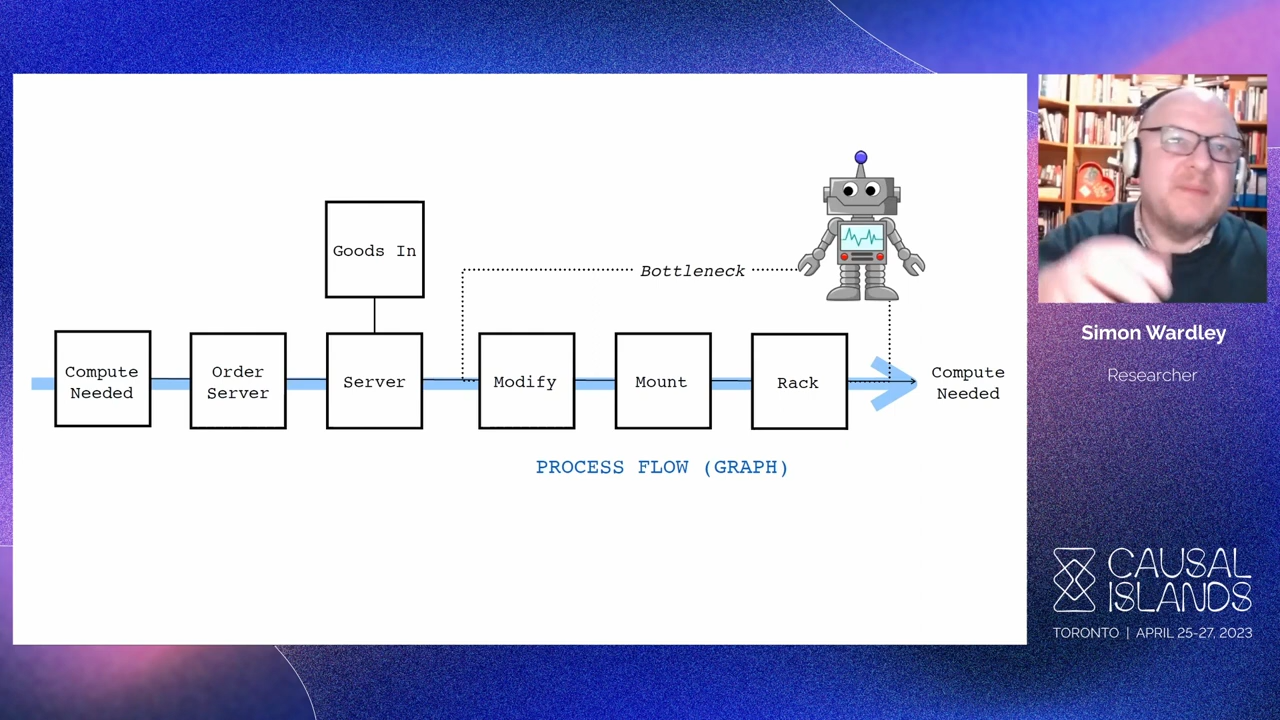 Goods In
Bottleneck
Compute
Needed
Order
Server
Server
Modify
Mount
Rack
Compute
Needed
PROCESS FLOW (GRAPH)
Simon Wardley
Researcher
CAUSAL
ISLANDS
TORONTO | APRIL 25-27, 2023